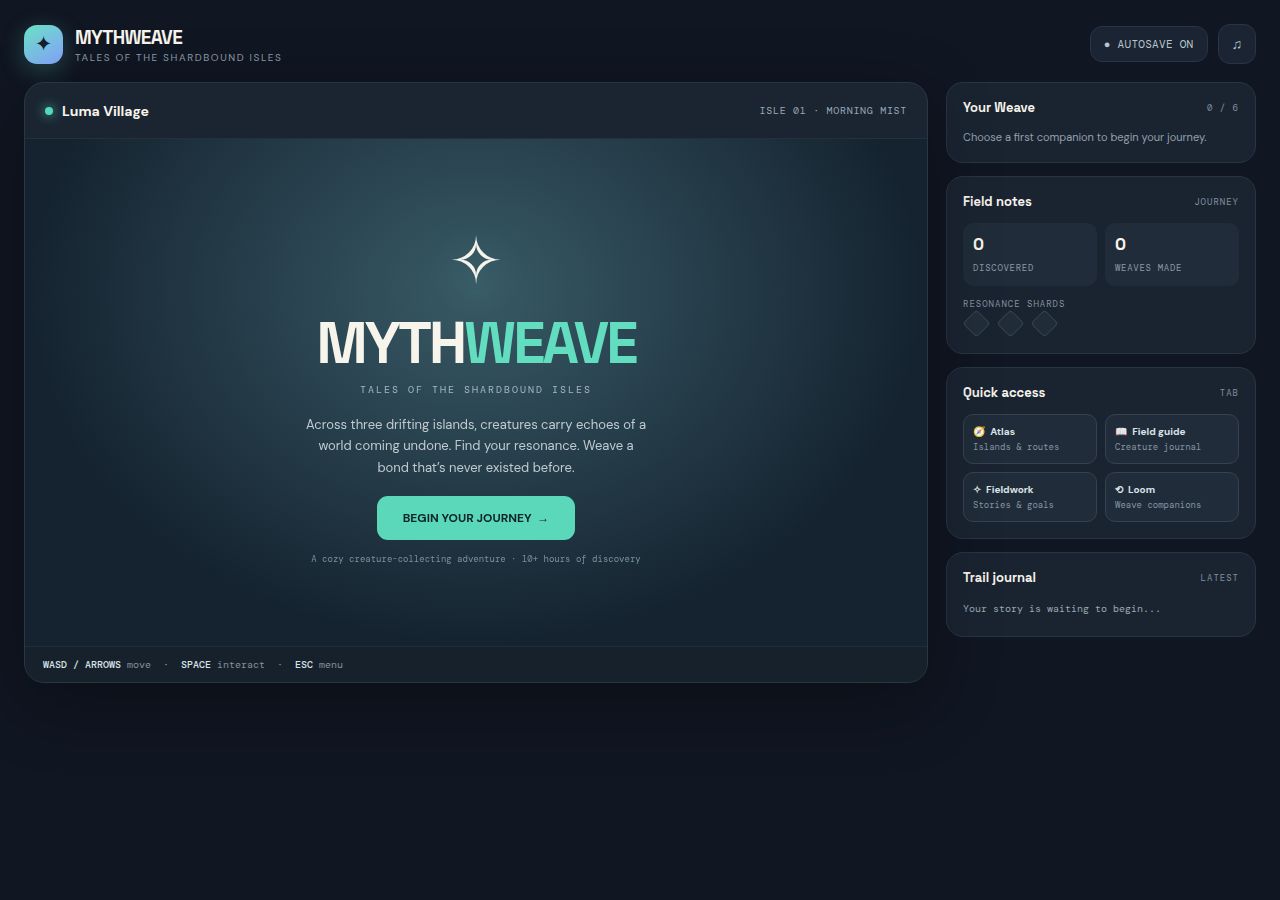 MYTHWEAVE
TALES OF THE SHARDBOUND ISLES
● AUTOSAVE ON
♫
Luma Village
ISLE 01 · MORNING MIST
MYTHWEAVE
TALES OF THE SHARDBOUND ISLES
Across three drifting islands, creatures carry echoes of a
world coming undone. Find your resonance. Weave a
bond that's never existed before.
BEGIN YOUR JOURNEY →
A cozy creature-collecting adventure · 10+ hours of discovery
WASD / ARROWS move · SPACE interact · ESC menu
Your Weave
0 / 6
Choose a first companion to begin your journey.
Field notes
JOURNEY
0
DISCOVERED
0
WEAVES MADE
RESONANCE SHARDS
Quick access
TAB
Atlas
Islands & routes
Field guide
Creature journal
Fieldwork
Stories & goals
Loom
Weave companions
Trail journal
LATEST
Your story is waiting to begin...